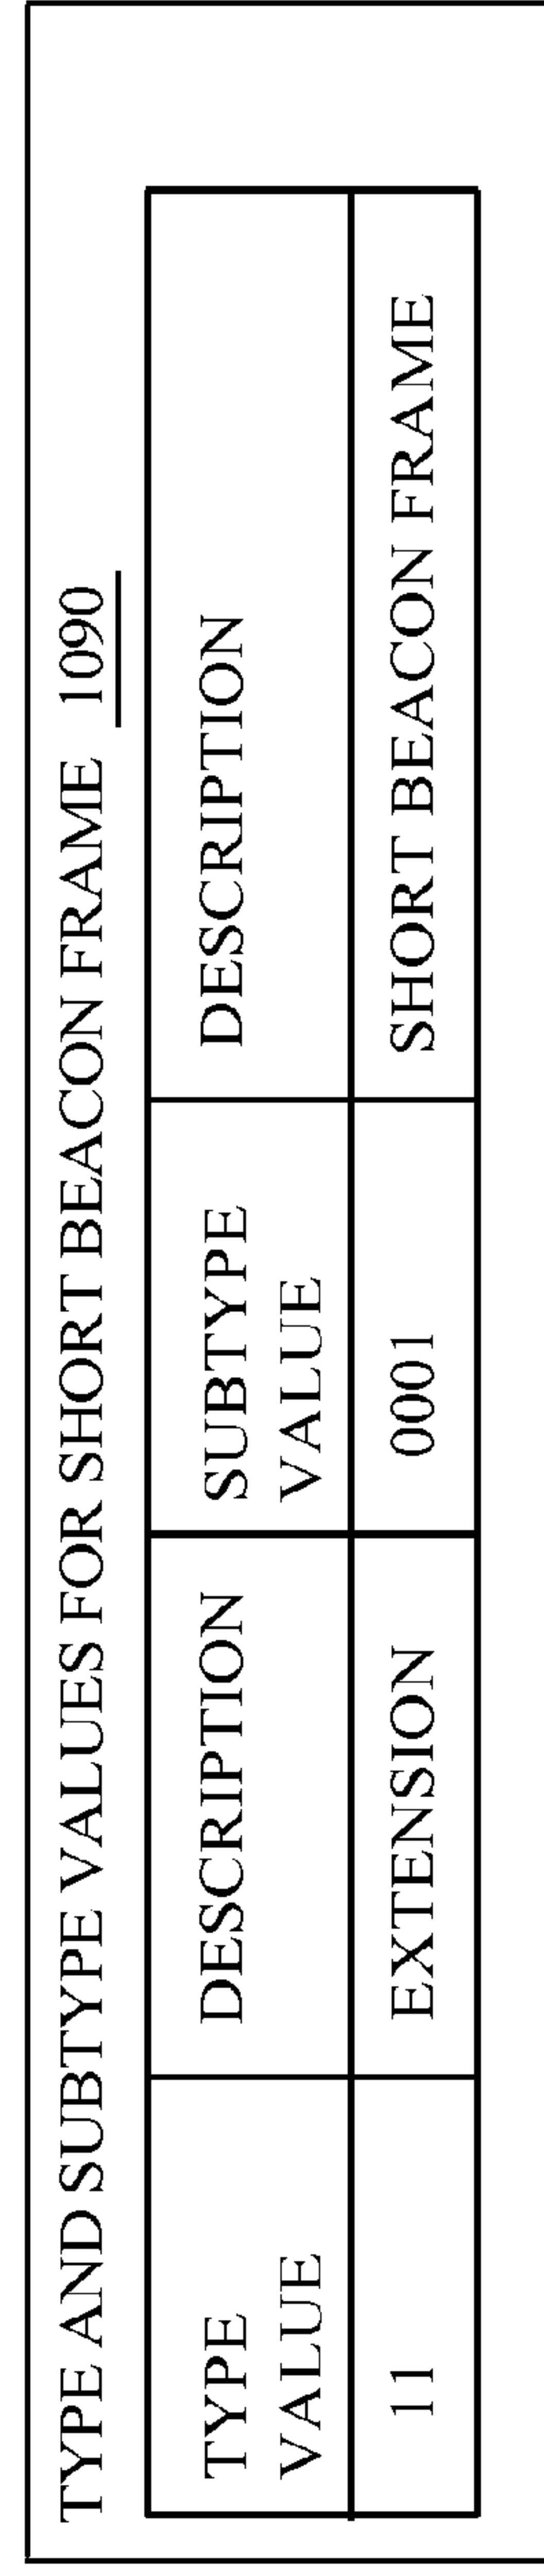 TYPE AND SUBTYPE VALUES FOR SHORT BEACON FRAME 1090
TYPE
VALUE
DESCRIPTION
SUBTYPE
VALUE
DESCRIPTION
11
EXTENSION
0001
SHORT BEACON FRAME